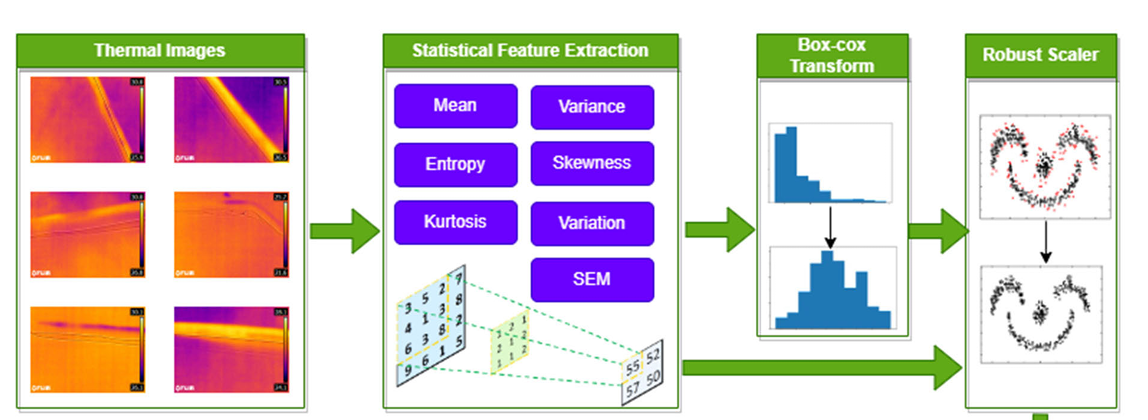 Thermal Images
Statistical Feature Extraction
Box-cox
Transform
Robust Scaler
Mean
Variance
Entropy
Skewness
Kurtosis
Variation
SEM
3 5 2 7
4 1 3 8
6 3 8 2
9 6 1 5
1 2 1
2 1 2
1 1 2
55 52
57 50